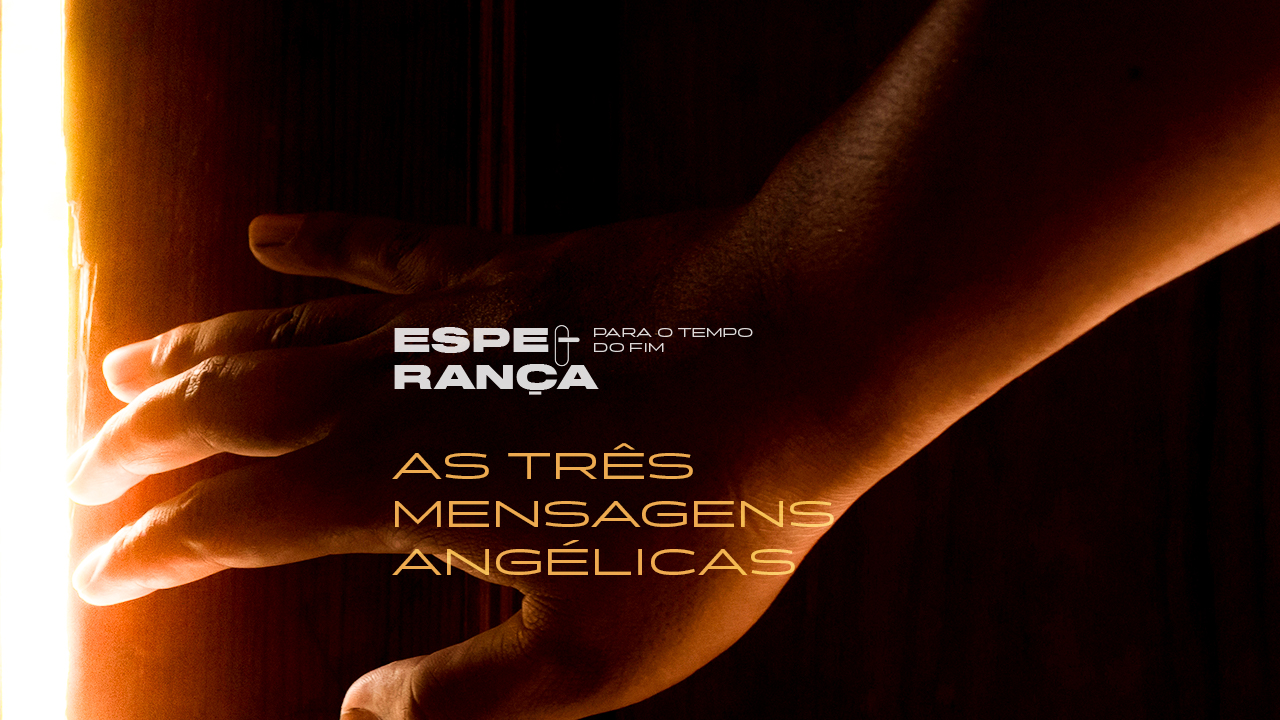 ESPE
RANÇA
PARA O TEMPO
DO FIM
AS TRÊS
MENSAGENS
ANGÉLICAS